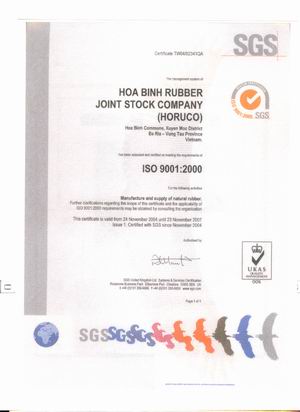 SGS
Certificate TW04/02341QA
The management system of
HOA BINH RUBBER
JOINT STOCK COMPANY
(HORUCO)
Hoa Binh Commune, Xuyen Moc District
Ba Ria – Vung Tau Province
Vietnam.
SGS
has been assessed and certified as meeting the requirements of
ISO 9001:2000
For the following activities
Manufacture and supply of natural rubber.
Further clarifications regarding the scope of this certificate and the applicability of
ISO 9001:2000 requirements may be obtained by consulting the organisation
This certificate is valid from 24 November 2004 until 23 November 2007
Issue 1. Certified with SGS since November 2004
Authorised by
SGS United Kingdom Ltd, Systems & Services Certification
Page 1 of 1
UKAS
QUALITY
MANAGEMENT
005
SGS SGS SGS